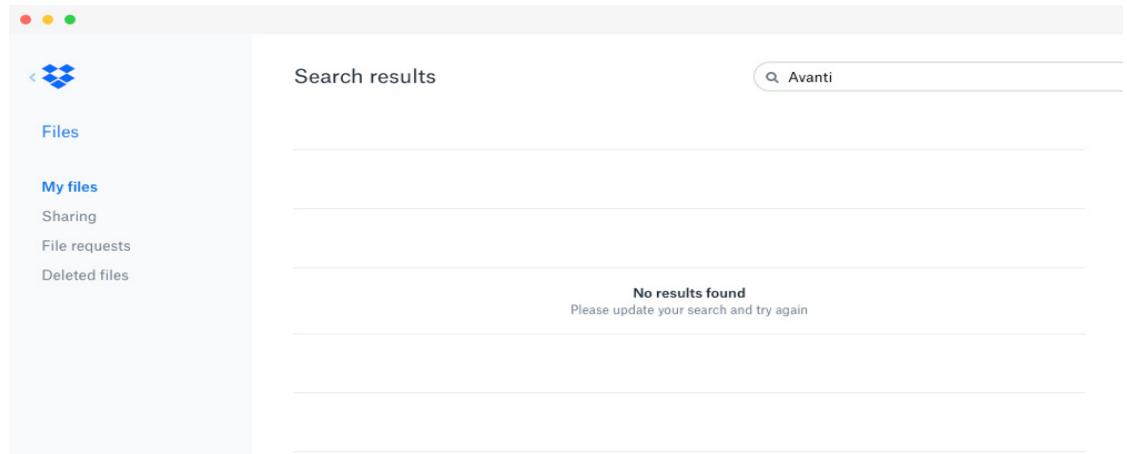 Search results
Avanti
Files
My files
Sharing
File requests
Deleted files
No results found
Please update your search and try again